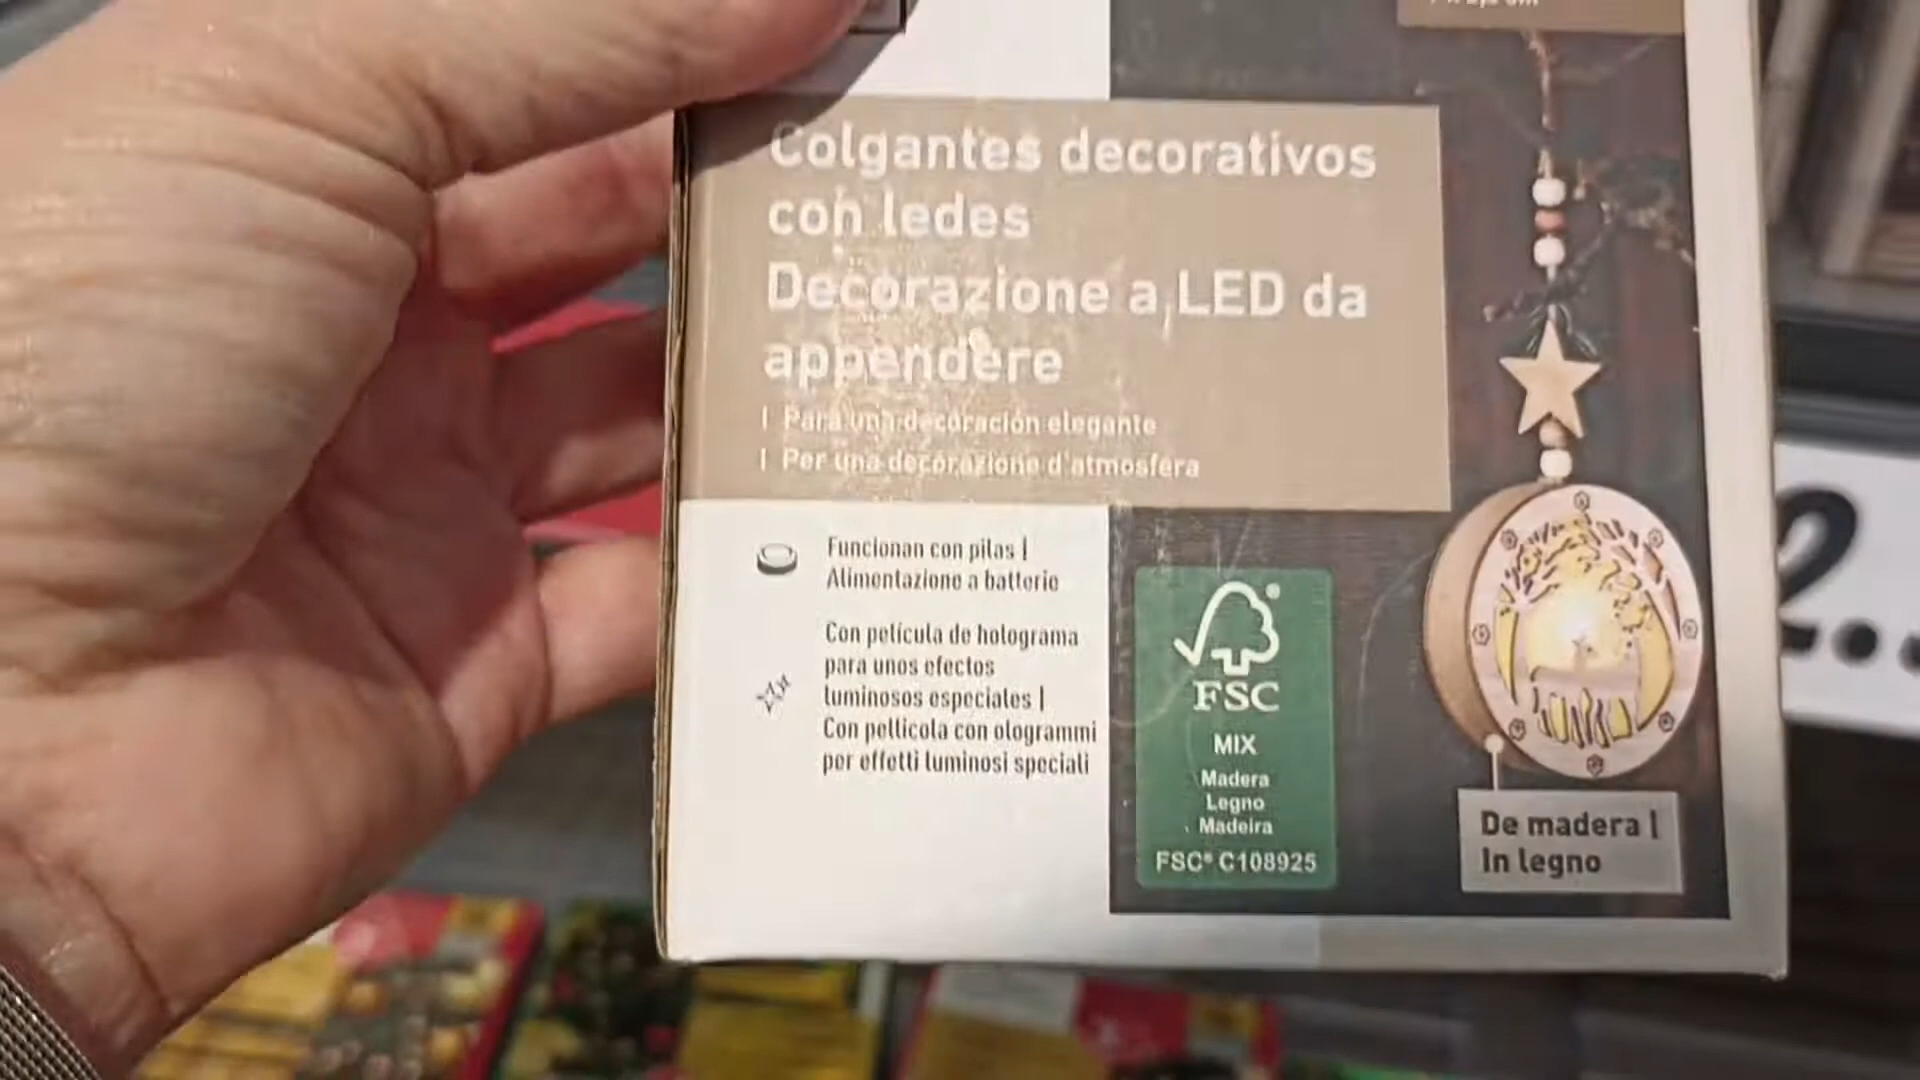 Colgantes decorativos
con ledes
Decorazione a LED da
appendere
| Para una decoración elegante
| Per una decorazione d'atmosfera
Funcionan con pilas |
Alimentazione a batterie
Con película de holograma
para unos efectos
luminosos especiales |
Con pellicola con ologrammi
per effetti luminosi speciali
FSC
MIX
Madera
Legno
Madeira
FSC® C108925
De madera |
In legno
2.